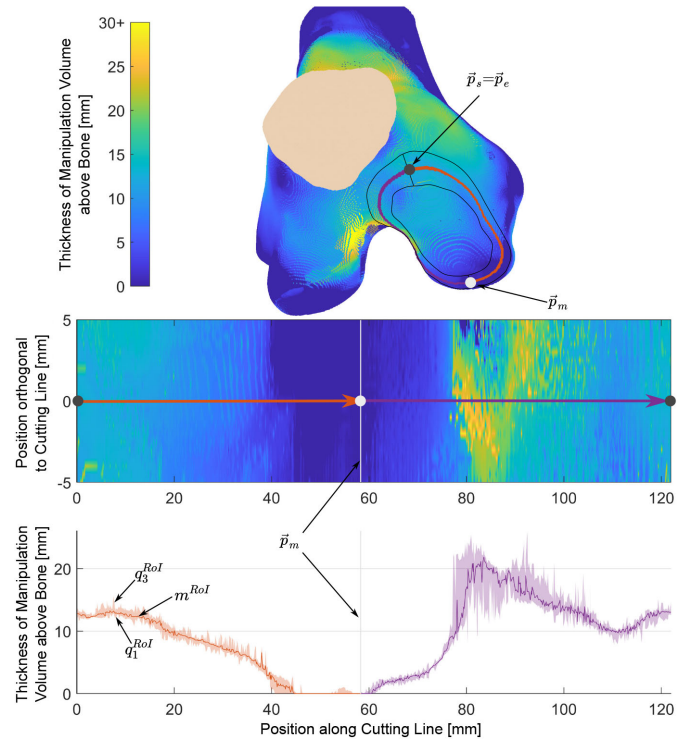 30+
25
20
15
10
5
0
Thickness of Manipulation Volume
above Bone [mm]
p⃗ₛ=p⃗ₑ
p⃗ₘ
5
0
-5
Position orthogonal
to Cutting Line [mm]
0 20 40 60 80 100 120
p⃗ₘ
20
10
0
Thickness of Manipulation
Volume above Bone [mm]
q₃ᴿᵒᴵ
mᴿᵒᴵ
q₁ᴿᵒᴵ
0 20 40 60 80 100 120
Position along Cutting Line [mm]